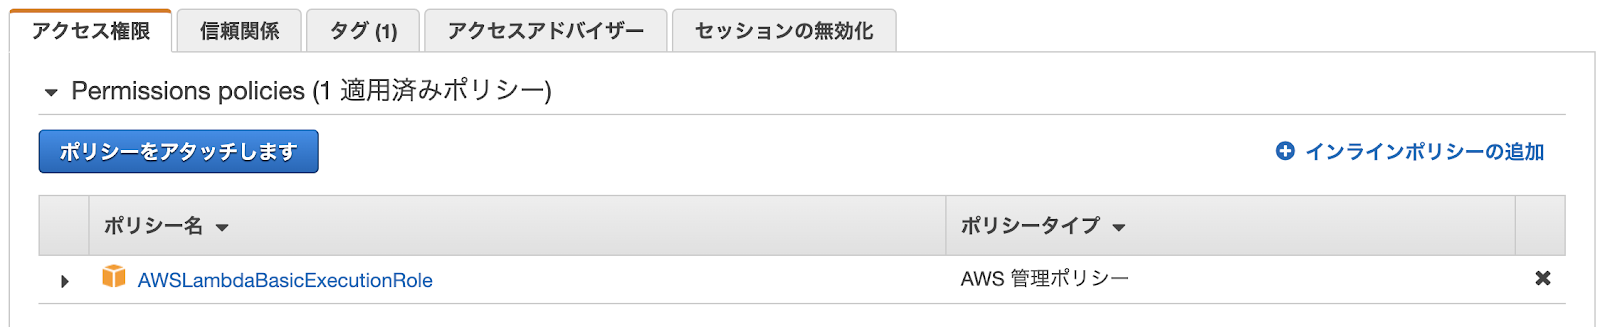 アクセス権限 信頼関係 タグ (1) アクセスアドバイザー セッションの無効化
Permissions policies (1 適用済みポリシー)
ポリシーをアタッチします インラインポリシーの追加
ポリシー名 ポリシータイプ
AWSLambdaBasicExecutionRole AWS 管理ポリシー